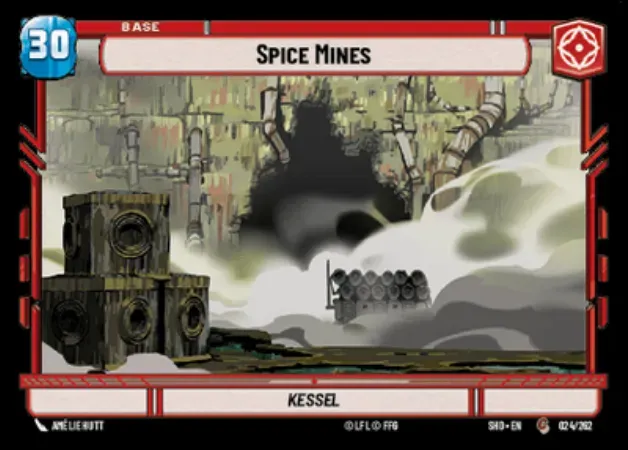 30
BASE
SPICE MINES
KESSEL
AMÉLIE HUTT
© LFL © FFG
SHD • EN
024/262